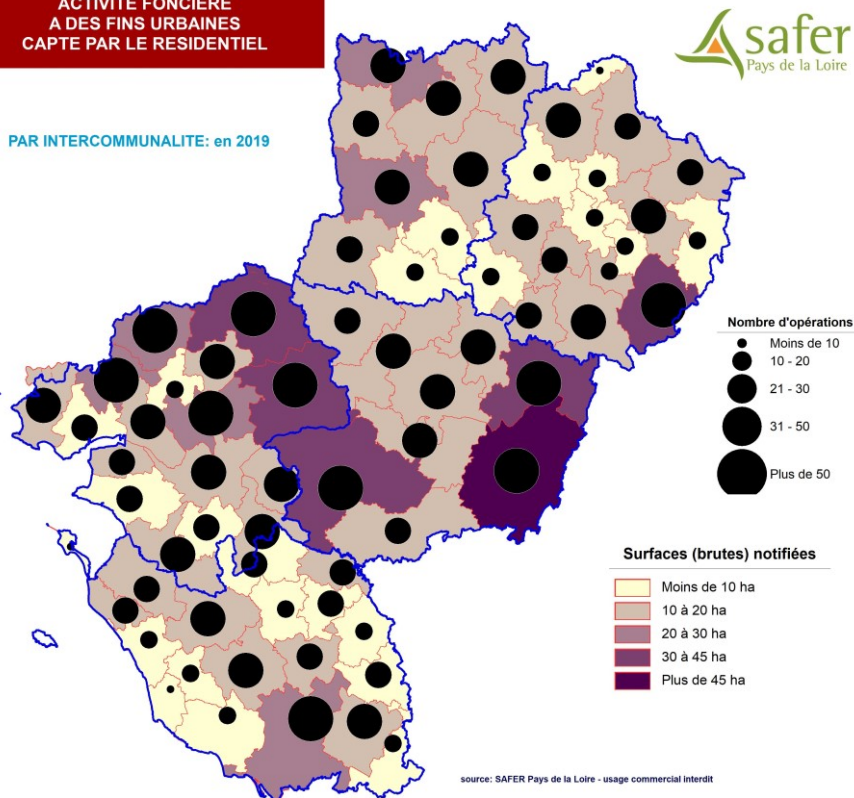 ACTIVITE FONCIERE
A DES FINS URBAINES
CAPTE PAR LE RESIDENTIEL
safer
Pays de la Loire
PAR INTERCOMMUNALITE: en 2019
Nombre d'opérations
Moins de 10
10 - 20
21 - 30
31 - 50
Plus de 50
Surfaces (brutes) notifiées
Moins de 10 ha
10 à 20 ha
20 à 30 ha
30 à 45 ha
Plus de 45 ha
source: SAFER Pays de la Loire - usage commercial interdit